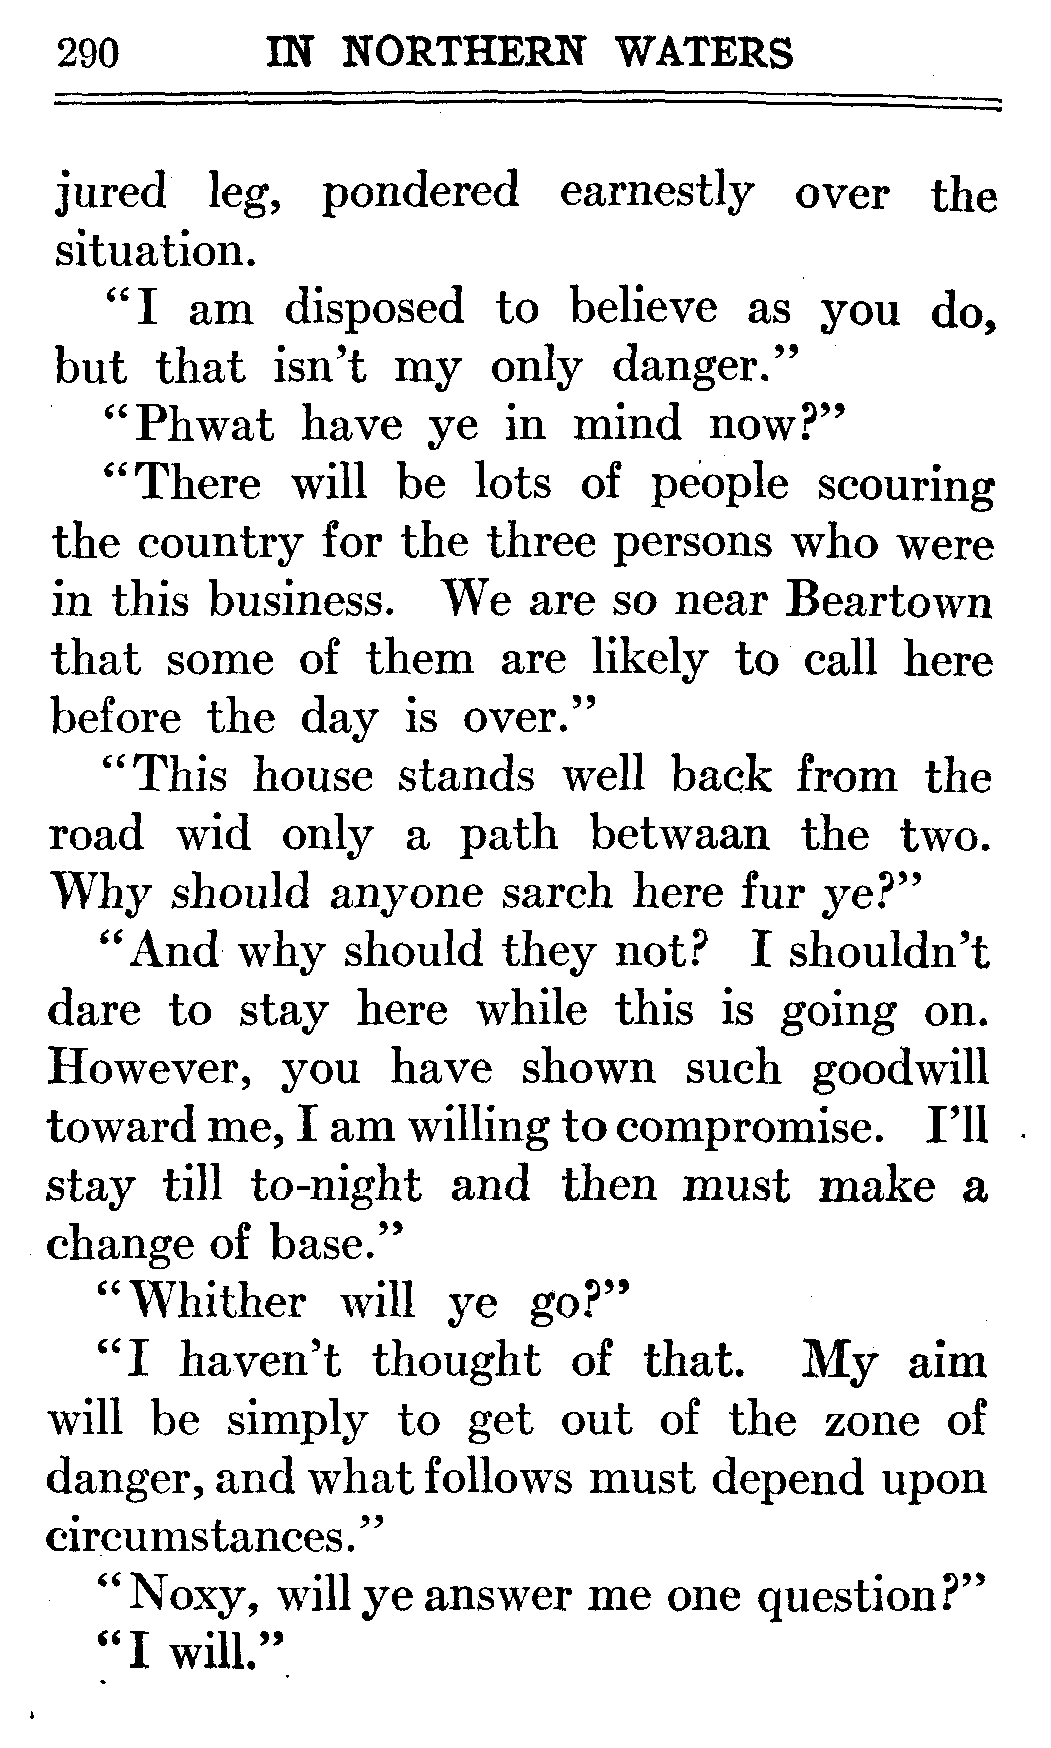 290 IN NORTHERN WATERS
jured leg, pondered earnestly over the
situation.
"I am disposed to believe as you do,
but that isn't my only danger."
"Phwat have ye in mind now?"
"There will be lots of people scouring
the country for the three persons who were
in this business. We are so near Beartown
that some of them are likely to call here
before the day is over."
"This house stands well back from the
road wid only a path betwaan the two.
Why should anyone sarch here fur ye?"
"And why should they not? I shouldn't
dare to stay here while this is going on.
However, you have shown such goodwill
toward me, I am willing to compromise. I'll
stay till to-night and then must make a
change of base."
"Whither will ye go?"
"I haven't thought of that. My aim
will be simply to get out of the zone of
danger, and what follows must depend upon
circumstances."
"Noxy, will ye answer me one question?"
"I will."